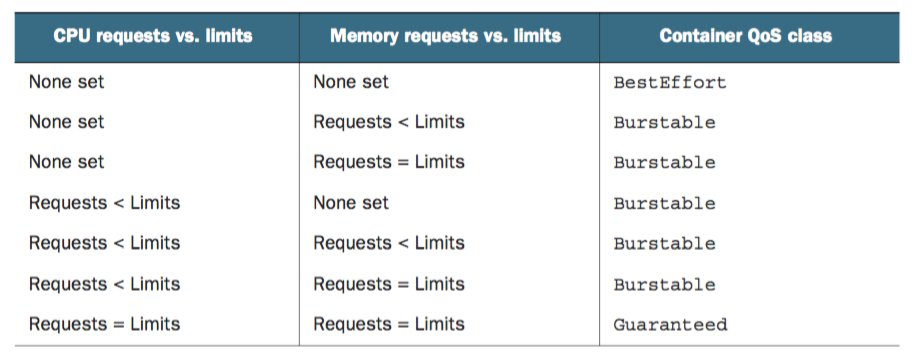 CPU requests vs. limits Memory requests vs. limits Container QoS class
None set None set BestEffort
None set Requests < Limits Burstable
None set Requests = Limits Burstable
Requests < Limits None set Burstable
Requests < Limits Requests < Limits Burstable
Requests < Limits Requests = Limits Burstable
Requests = Limits Requests = Limits Guaranteed